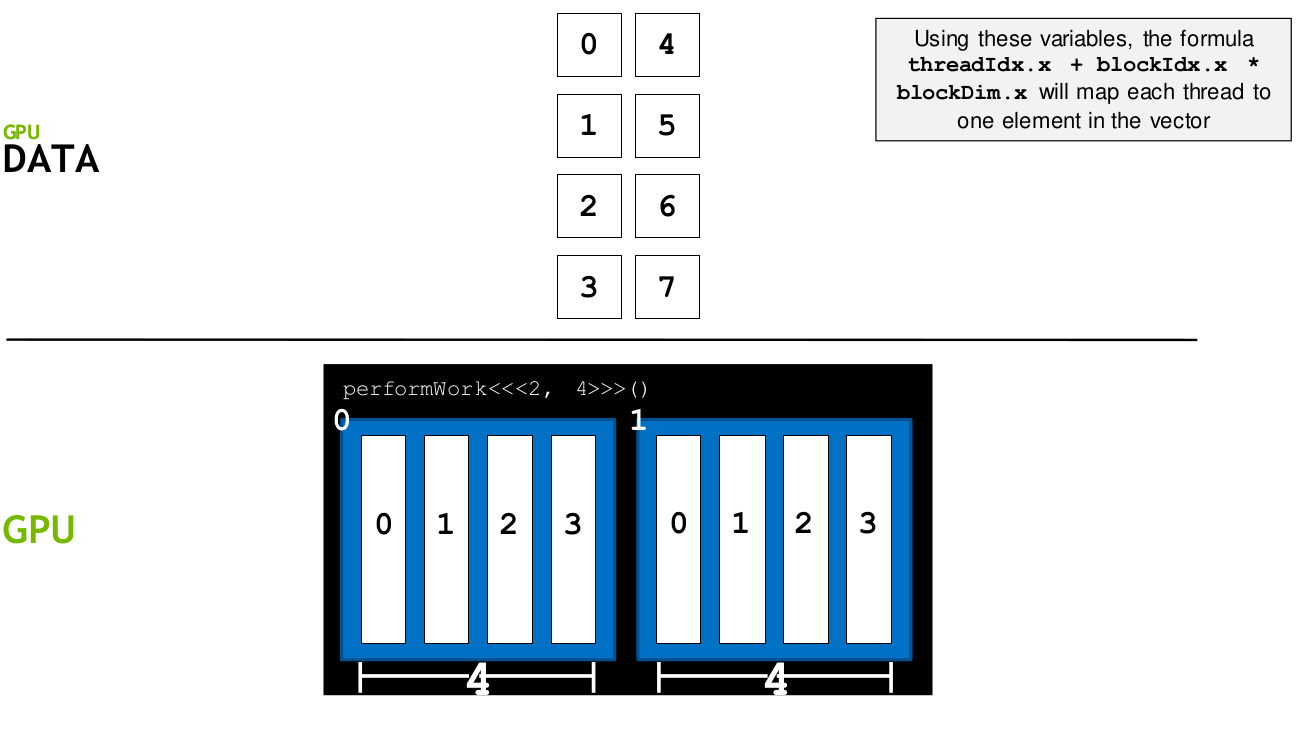 0 4
Using these variables, the formula
threadIdx.x + blockIdx.x *
blockDim.x will map each thread to
one element in the vector
1 5
GPU
DATA
2 6
3 7
performWork<<<2, 4>>>()
0 1
0 1 2 3 0 1 2 3
GPU
4 4